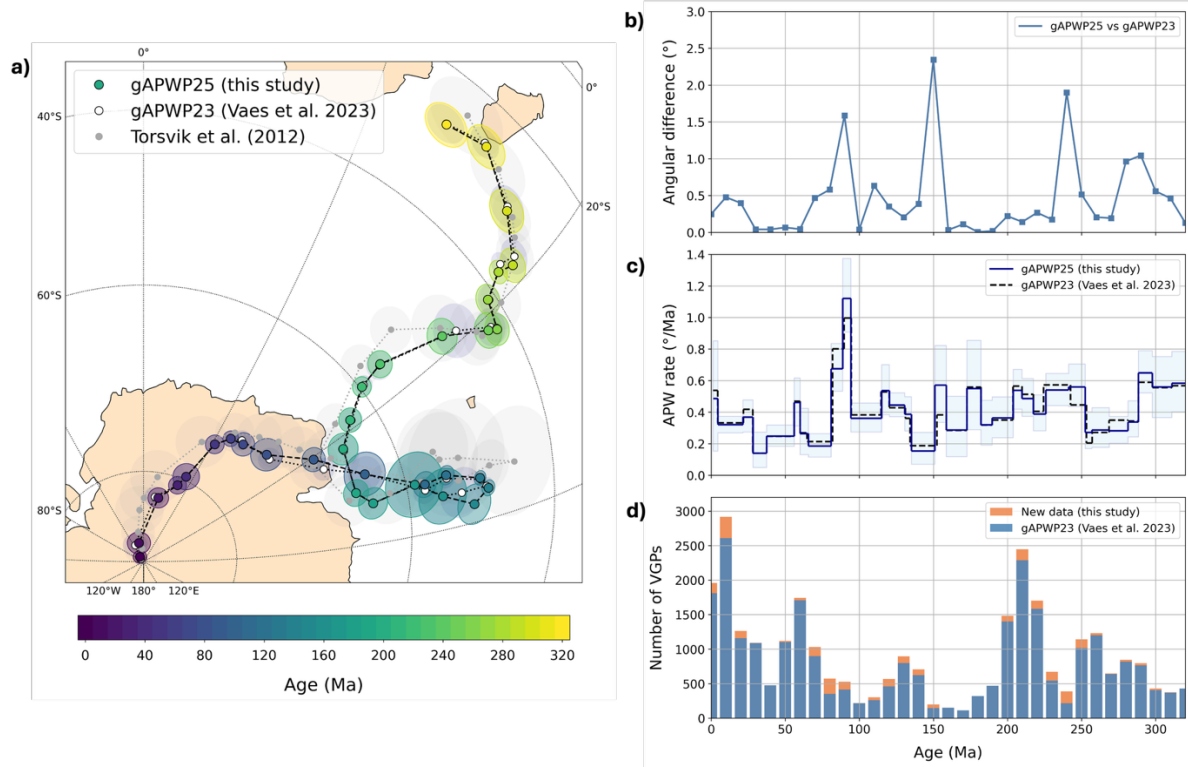 a)
0°
gAPWP25 (this study)
gAPWP23 (Vaes et al. 2023)
Torsvik et al. (2012)
0°
40°S
20°S
60°S
80°S
120°W 180° 120°E
0 40 80 120 160 200 240 280 320
Age (Ma)
b)
3.0
2.5
2.0
1.5
1.0
0.5
0.0
Angular difference (°)
gAPWP25 vs gAPWP23
c)
1.4
1.2
1.0
0.8
0.6
0.4
0.2
0.0
APW rate (°/Ma)
gAPWP25 (this study)
gAPWP23 (Vaes et al. 2023)
d)
3000
2500
2000
1500
1000
500
0
Number of VGPs
New data (this study)
gAPWP23 (Vaes et al. 2023)
0 50 100 150 200 250 300
Age (Ma)